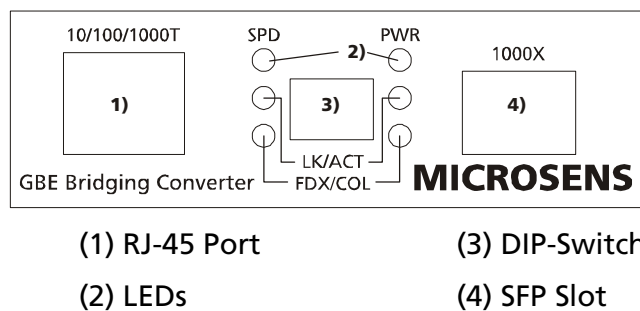 10/100/1000T SPD PWR
2)
1000X
1) 3) 4)
LK/ACT
GBE Bridging Converter FDX/COL MICROSENS
(1) RJ-45 Port (3) DIP-Switch
(2) LEDs (4) SFP Slot